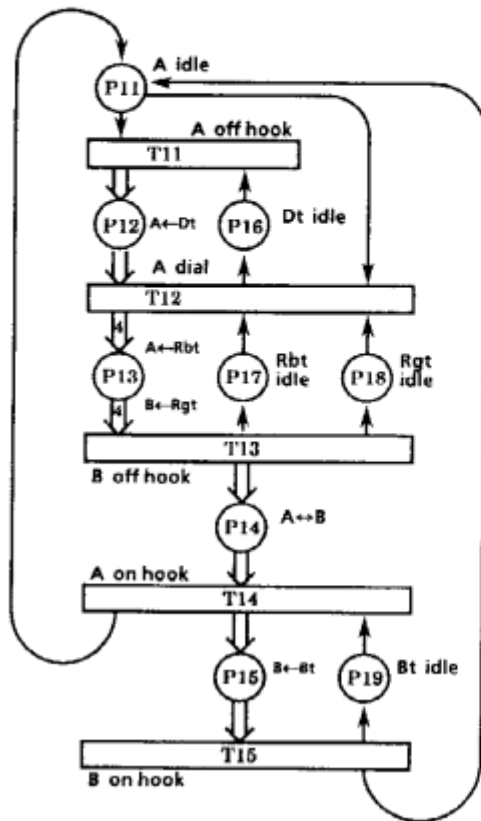 A idle
P11
A off hook
T11
P12 A←Dt P16 Dt idle
A dial
T12
4
A←Rbt
P13 P17 Rbt idle P18 Rgt idle
4 B←Rgt
T13
B off hook
P14 A↔B
A on hook
T14
P15 B←Bt P19 Bt idle
T15
B on hook